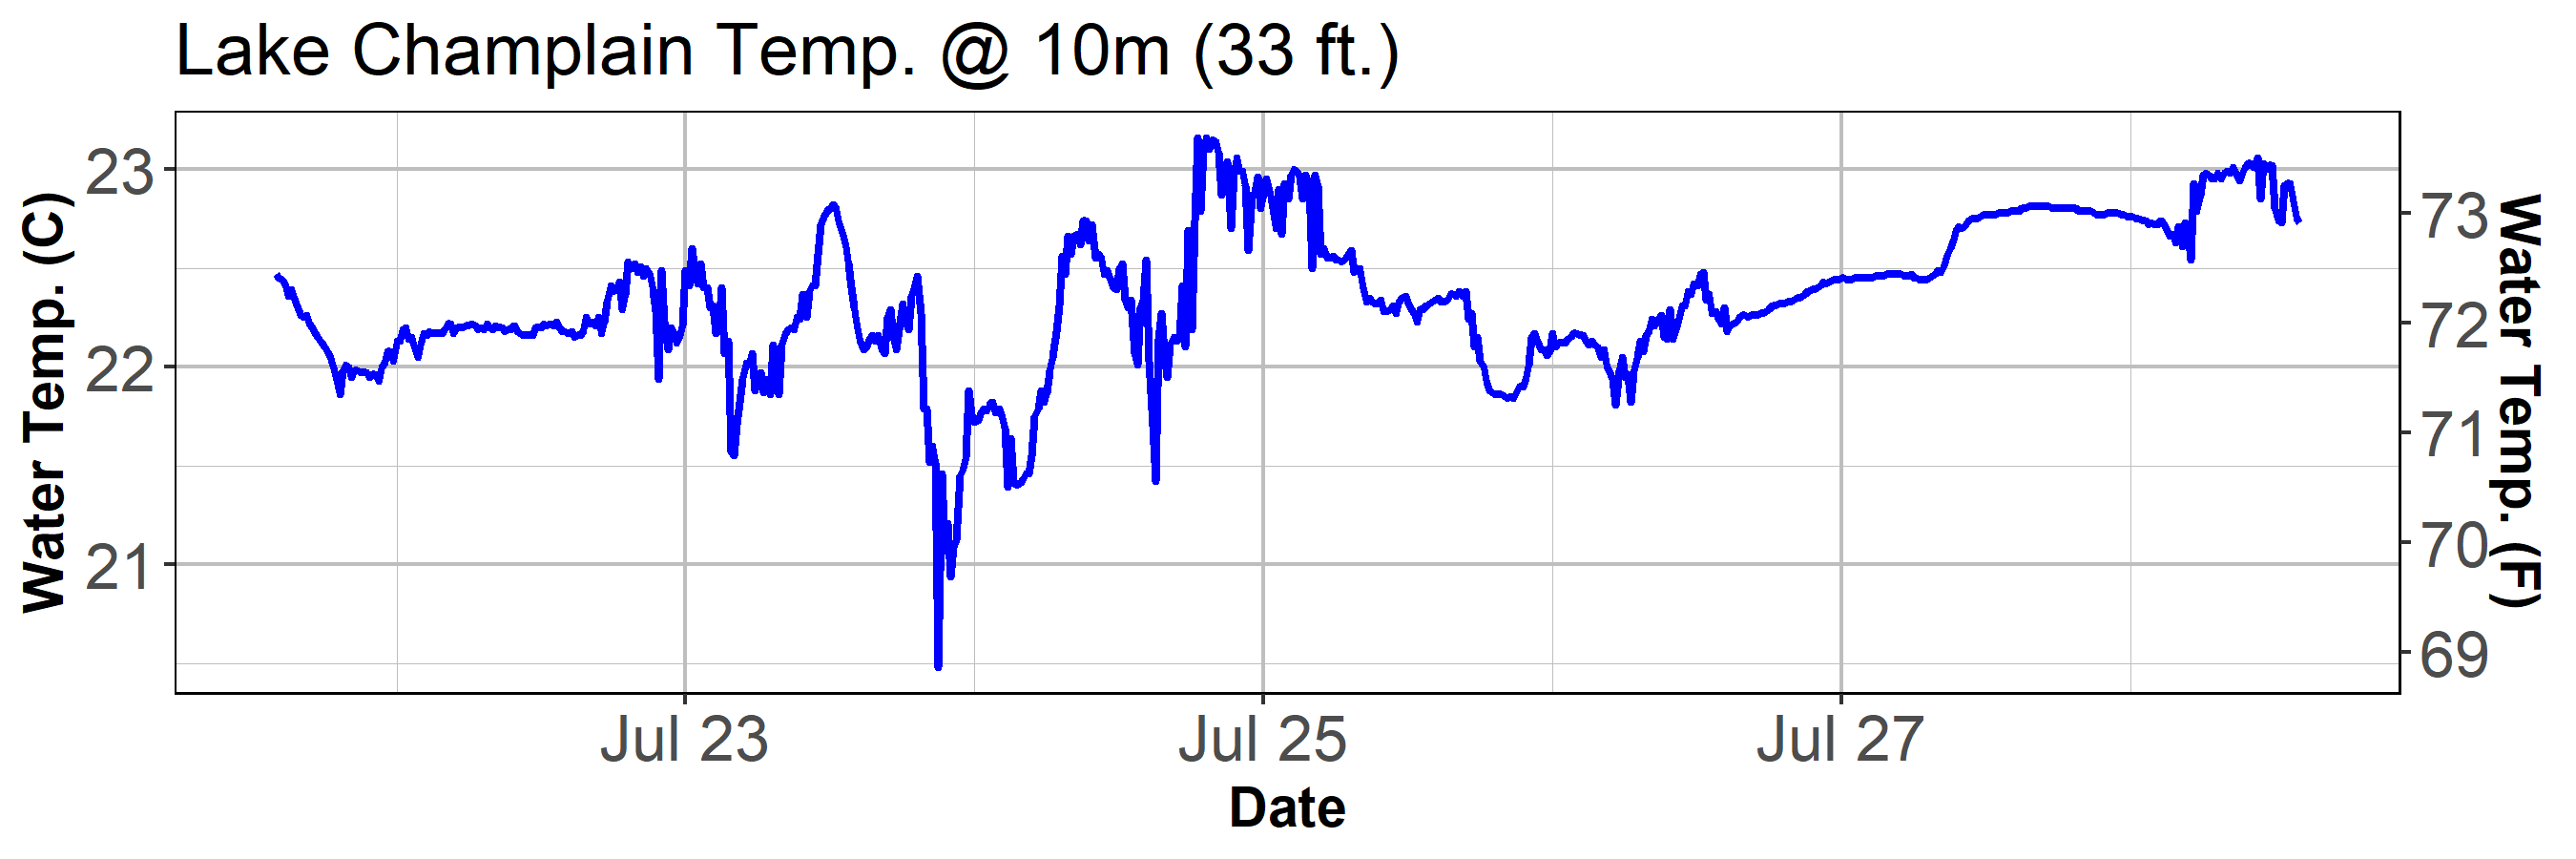 Lake Champlain Temp. @ 10m (33 ft.)
Water Temp. (C)
23
22
21
73
72
71
70
69
Water Temp. (F)
Jul 23
Jul 25
Jul 27
Date